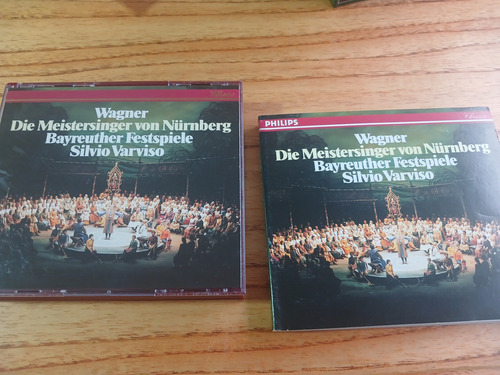 Wagner
Die Meistersinger von Nürnberg
Bayreuther Festspiele
Silvio Varviso
PHILIPS
Wagner
Die Meistersinger von Nürnberg
Bayreuther Festspiele
Silvio Varviso